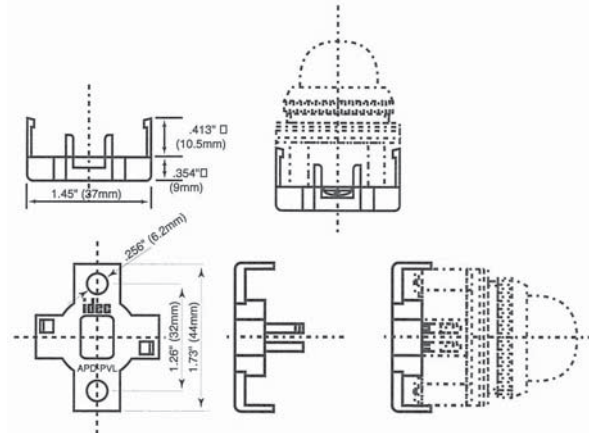 .413" □
(10.5mm)
.354"□
(9mm)
1.45" (37mm)
.256" (6.2mm)
idec
APD-PVL
1.26" (32mm)
1.73" (44mm)